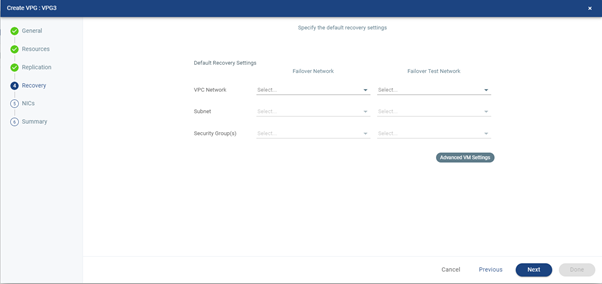 Create VPG : VPG3
×
General
Resources
Replication
4 Recovery
5 NICs
6 Summary
Specify the default recovery settings
Default Recovery Settings
Failover Network Failover Test Network
VPC Network Select... Select...
Subnet Select... Select...
Security Group(s) Select... Select...
Advanced VM Settings
Cancel Previous Next Done